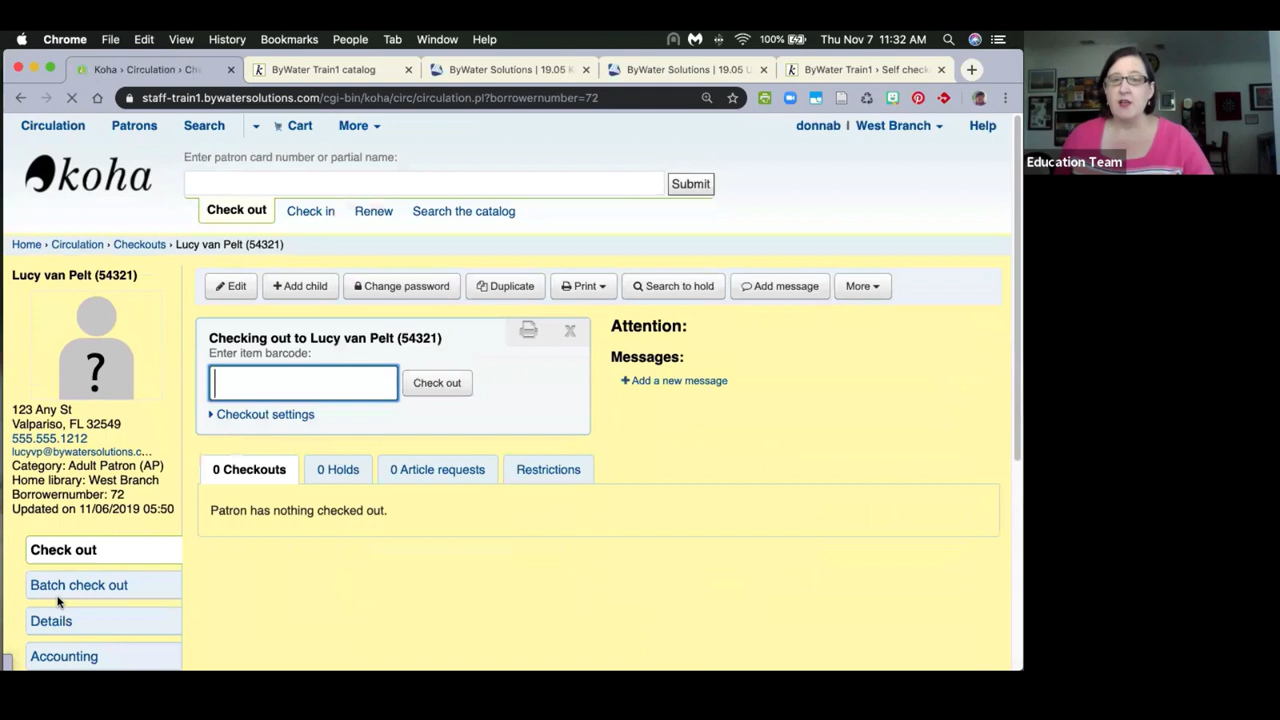 Chrome File Edit View History Bookmarks People Tab Window Help 100% Thu Nov 7 11:32 AM
Koha › Circulation › Ch
ByWater Train1 catalog
ByWater Solutions | 19.05 K
ByWater Solutions | 19.05 U
ByWater Train1 › Self check
staff-train1.bywatersolutions.com/cgi-bin/koha/circ/circulation.pl?borrowernumber=72
Circulation Patrons Search Cart More donnab | West Branch Help
koha
Enter patron card number or partial name:
Submit
Check out Check in Renew Search the catalog
Home › Circulation › Checkouts › Lucy van Pelt (54321)
Lucy van Pelt (54321)
?
123 Any St
Valpariso, FL 32549
555.555.1212
lucyvp@bywatersolutions.c...
Category: Adult Patron (AP)
Home library: West Branch
Borrowernumber: 72
Updated on 11/06/2019 05:50
Check out
Batch check out
Details
Accounting
Edit +Add child Change password Duplicate Print Search to hold Add message More
Checking out to Lucy van Pelt (54321)
Enter item barcode:
Check out
Checkout settings
Attention:
Messages:
+Add a new message
0 Checkouts 0 Holds 0 Article requests Restrictions
Patron has nothing checked out.
Education Team